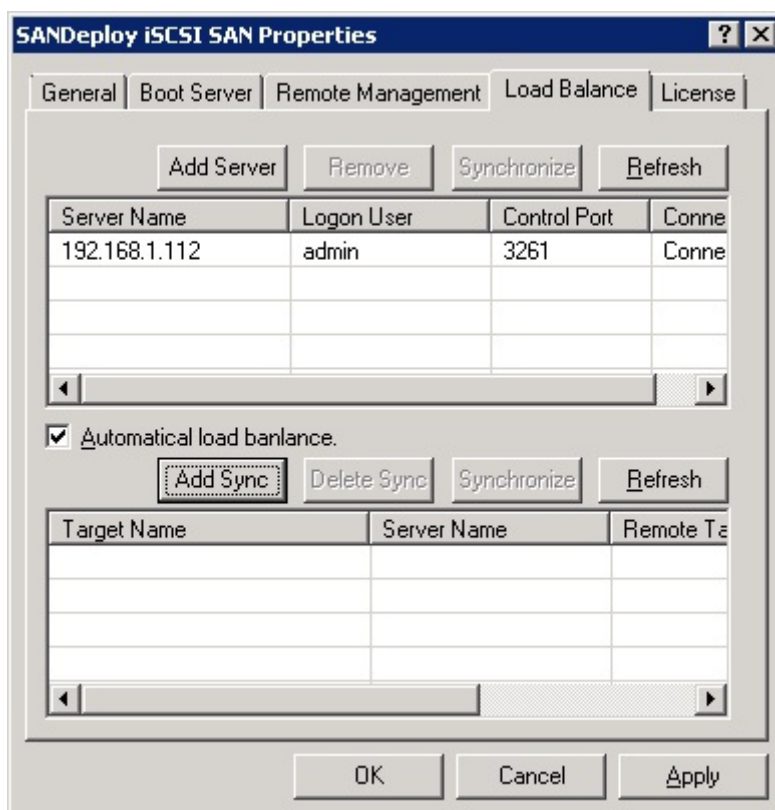 SANDeploy iSCSI SAN Properties
General Boot Server Remote Management Load Balance License
Add Server Remove Synchronize Refresh
Server Name Logon User Control Port Conne
192.168.1.112 admin 3261 Conne
Automatical load banlance.
Add Sync Delete Sync Synchronize Refresh
Target Name Server Name Remote Ta
OK Cancel Apply